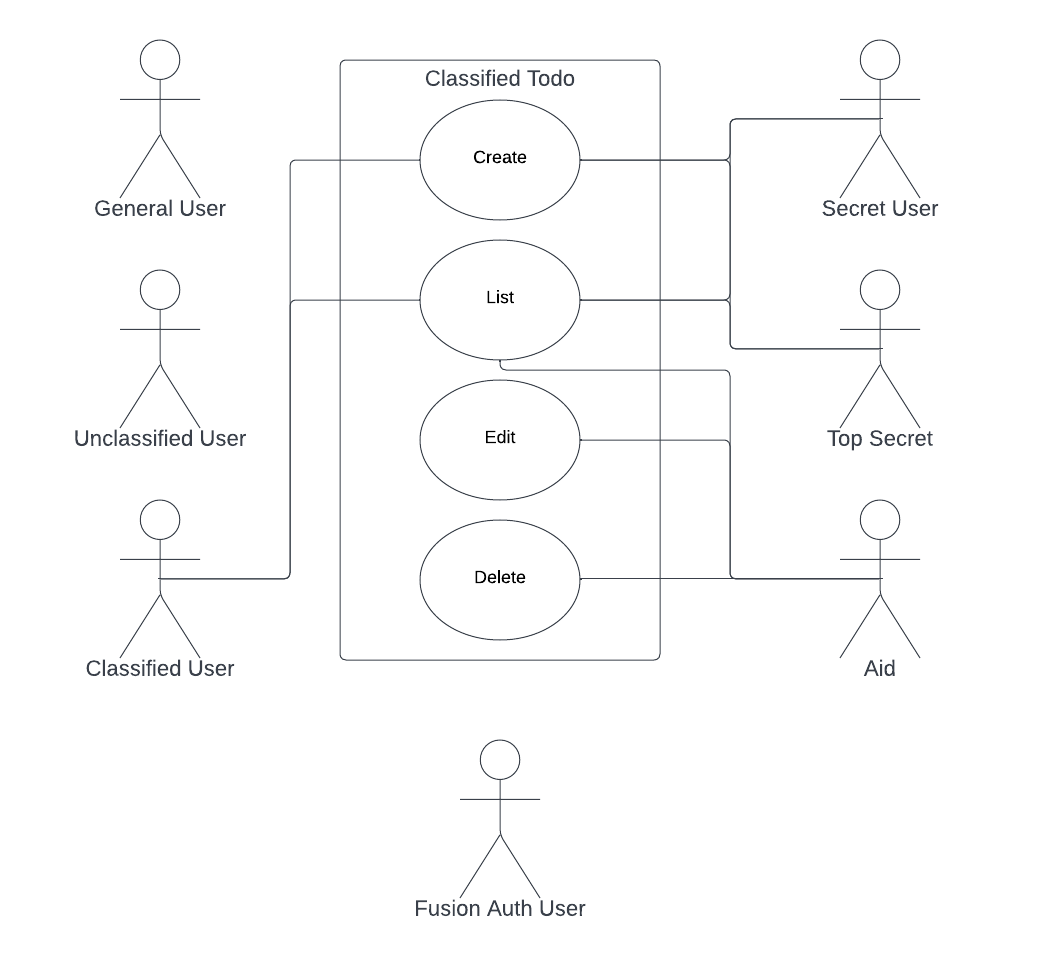 Classified Todo
Create
General User
Secret User
List
Unclassified User
Edit
Top Secret
Delete
Classified User
Aid
Fusion Auth User